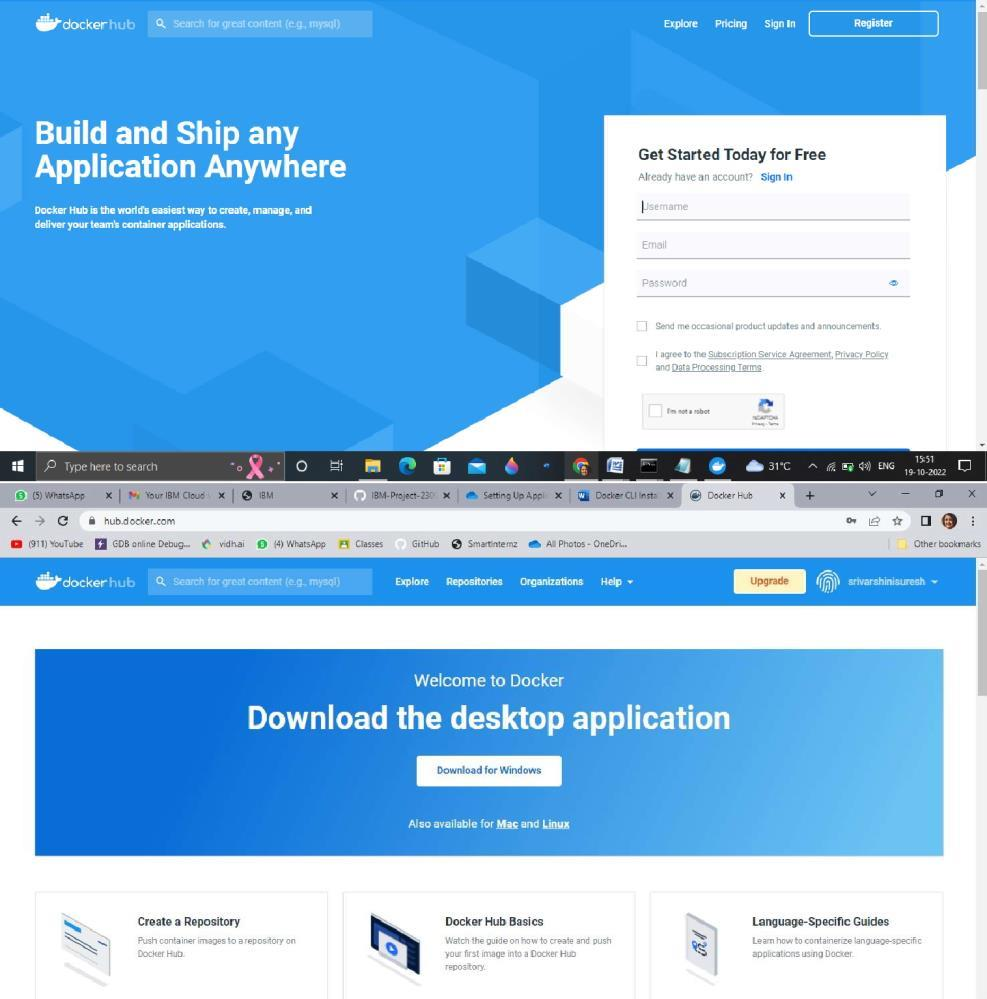 dockerhub
Search for great content (e.g., mysql)
Explore
Pricing
Sign In
Register
Build and Ship any
Application Anywhere
Docker Hub is the world's easiest way to create, manage, and
deliver your team's container applications.
Get Started Today for Free
Already have an account? Sign In
Username
Email
Password
Send me occasional product updates and announcements.
I agree to the Subscription Service Agreement, Privacy Policy
and Data Processing Terms
I'm not a robot
reCAPTCHA
Privacy - Terms
Type here to search
31°C
ENG
15:51
19-10-2022
(5) WhatsApp
Your IBM Cloud
IBM
IBM-Project-230
Setting Up Appli
Docker CLI Insta
Docker Hub
hub.docker.com
(911) YouTube
GDB online Debug...
vidh.ai
(4) WhatsApp
Classes
GitHub
SmartInternz
All Photos - OneDri...
Other bookmarks
dockerhub
Search for great content (e.g., mysql)
Explore
Repositories
Organizations
Help
Upgrade
srivarshinisuresh
Welcome to Docker
Download the desktop application
Download for Windows
Also available for Mac and Linux
Create a Repository
Push container images to a repository on
Docker Hub.
Docker Hub Basics
Watch the guide on how to create and push
your first image into a Docker Hub
repository.
Language-Specific Guides
Learn how to containerize language-specific
applications using Docker.